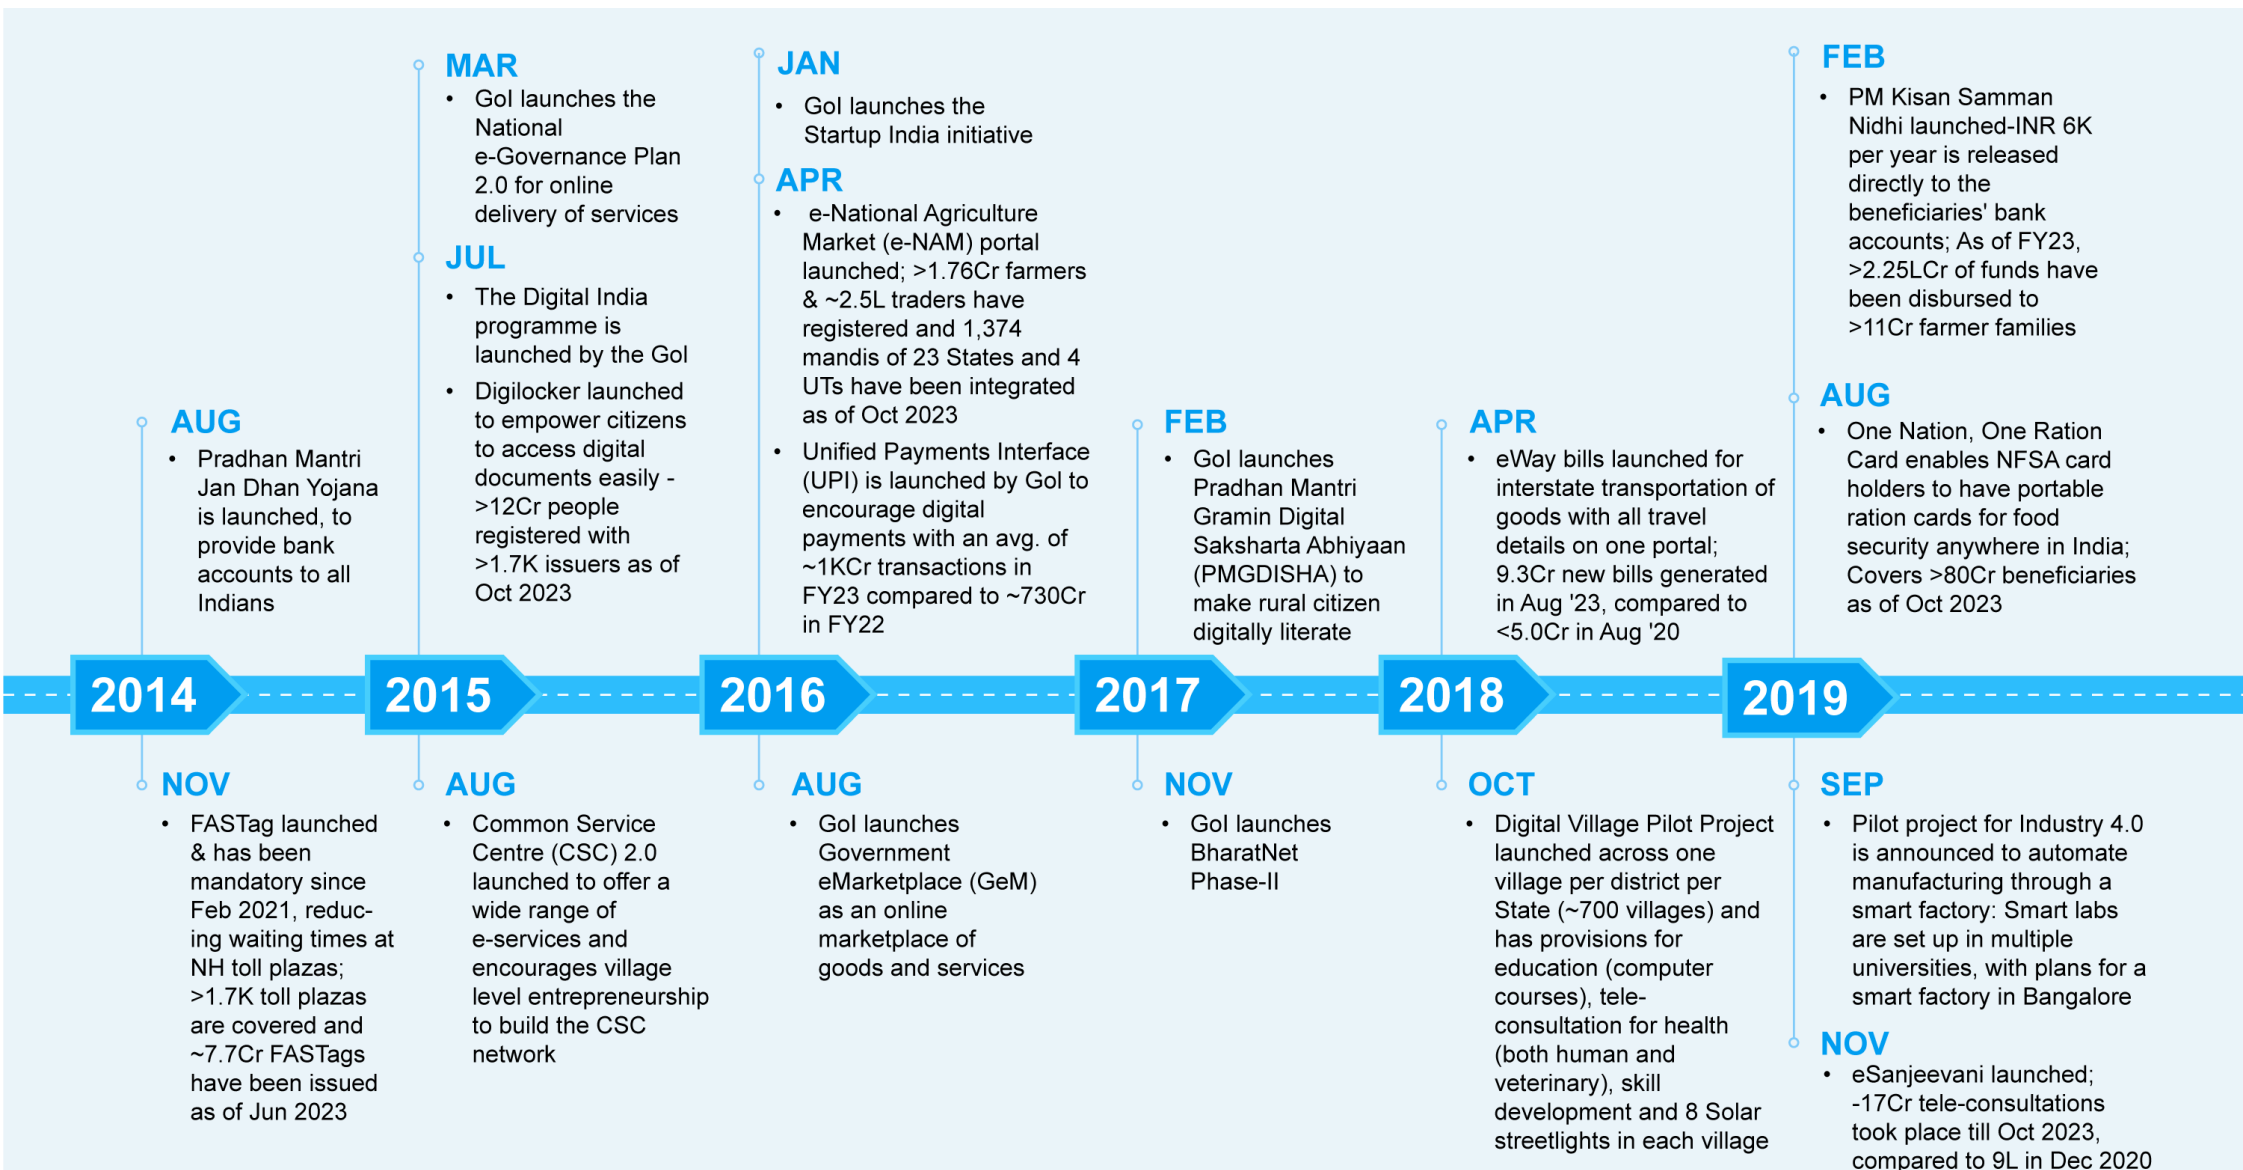 AUG
• Pradhan Mantri
Jan Dhan Yojana
is launched, to
provide bank
accounts to all
Indians
2014
NOV
• FASTag launched
& has been
mandatory since
Feb 2021, reduc-
ing waiting times at
NH toll plazas;
>1.7K toll plazas
are covered and
~7.7Cr FASTags
have been issued
as of Jun 2023
MAR
• GoI launches the
National
e-Governance Plan
2.0 for online
delivery of services
JUL
• The Digital India
programme is
launched by the GoI
• Digilocker launched
to empower citizens
to access digital
documents easily -
>12Cr people
registered with
>1.7K issuers as of
Oct 2023
2015
AUG
• Common Service
Centre (CSC) 2.0
launched to offer a
wide range of
e-services and
encourages village
level entrepreneurship
to build the CSC
network
JAN
• GoI launches the
Startup India initiative
APR
• e-National Agriculture
Market (e-NAM) portal
launched; >1.76Cr farmers
& ~2.5L traders have
registered and 1,374
mandis of 23 States and 4
UTs have been integrated
as of Oct 2023
• Unified Payments Interface
(UPI) is launched by GoI to
encourage digital
payments with an avg. of
~1KCr transactions in
FY23 compared to ~730Cr
in FY22
2016
AUG
• GoI launches
Government
eMarketplace (GeM)
as an online
marketplace of
goods and services
FEB
• GoI launches
Pradhan Mantri
Gramin Digital
Saksharta Abhiyaan
(PMGDISHA) to
make rural citizen
digitally literate
2017
NOV
• GoI launches
BharatNet
Phase-II
APR
• eWay bills launched for
interstate transportation of
goods with all travel
details on one portal;
9.3Cr new bills generated
in Aug '23, compared to
<5.0Cr in Aug '20
2018
OCT
• Digital Village Pilot Project
launched across one
village per district per
State (~700 villages) and
has provisions for
education (computer
courses), tele-
consultation for health
(both human and
veterinary), skill
development and 8 Solar
streetlights in each village
FEB
• PM Kisan Samman
Nidhi launched-INR 6K
per year is released
directly to the
beneficiaries' bank
accounts; As of FY23,
>2.25LCr of funds have
been disbursed to
>11Cr farmer families
AUG
• One Nation, One Ration
Card enables NFSA card
holders to have portable
ration cards for food
security anywhere in India;
Covers >80Cr beneficiaries
as of Oct 2023
2019
SEP
• Pilot project for Industry 4.0
is announced to automate
manufacturing through a
smart factory: Smart labs
are set up in multiple
universities, with plans for a
smart factory in Bangalore
NOV
• eSanjeevani launched;
-17Cr tele-consultations
took place till Oct 2023,
compared to 9L in Dec 2020